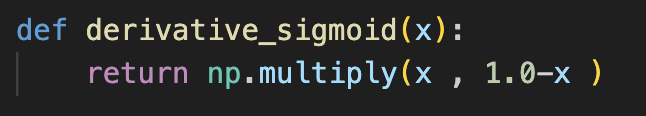 def derivative_sigmoid(x):
    return np.multiply(x , 1.0-x )